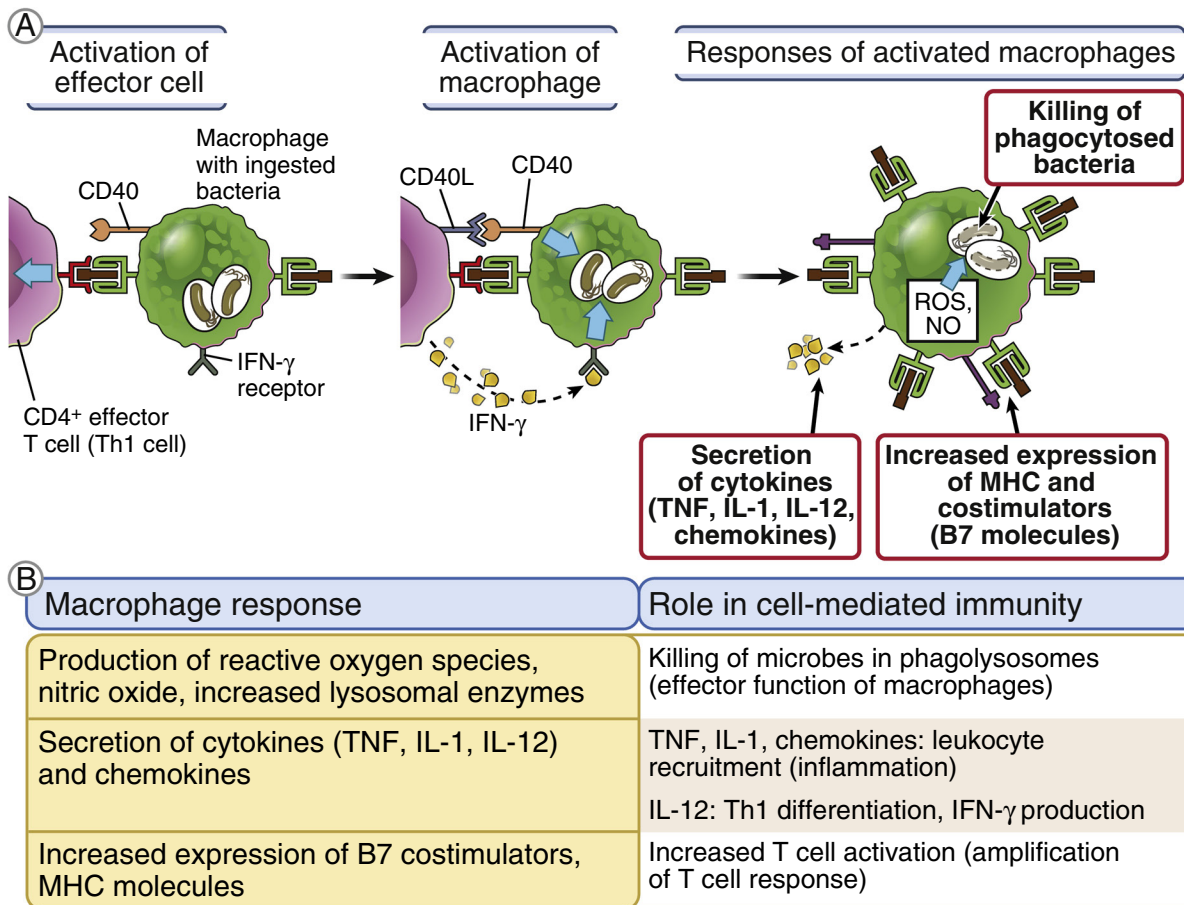 A
Activation of
effector cell
Activation of
macrophage
Responses of activated macrophages
Killing of
phagocytosed
bacteria
Macrophage
with ingested
bacteria
CD40
CD40L
CD40
ROS,
NO
IFN-γ
receptor
CD4+ effector
T cell (Th1 cell)
IFN-γ
Secretion
of cytokines
(TNF, IL-1, IL-12,
chemokines)
Increased expression
of MHC and
costimulators
(B7 molecules)
B
Macrophage response
Role in cell-mediated immunity
Production of reactive oxygen species,
nitric oxide, increased lysosomal enzymes
Killing of microbes in phagolysosomes
(effector function of macrophages)
Secretion of cytokines (TNF, IL-1, IL-12)
and chemokines
TNF, IL-1, chemokines: leukocyte
recruitment (inflammation)
IL-12: Th1 differentiation, IFN-γ production
Increased expression of B7 costimulators,
MHC molecules
Increased T cell activation (amplification
of T cell response)